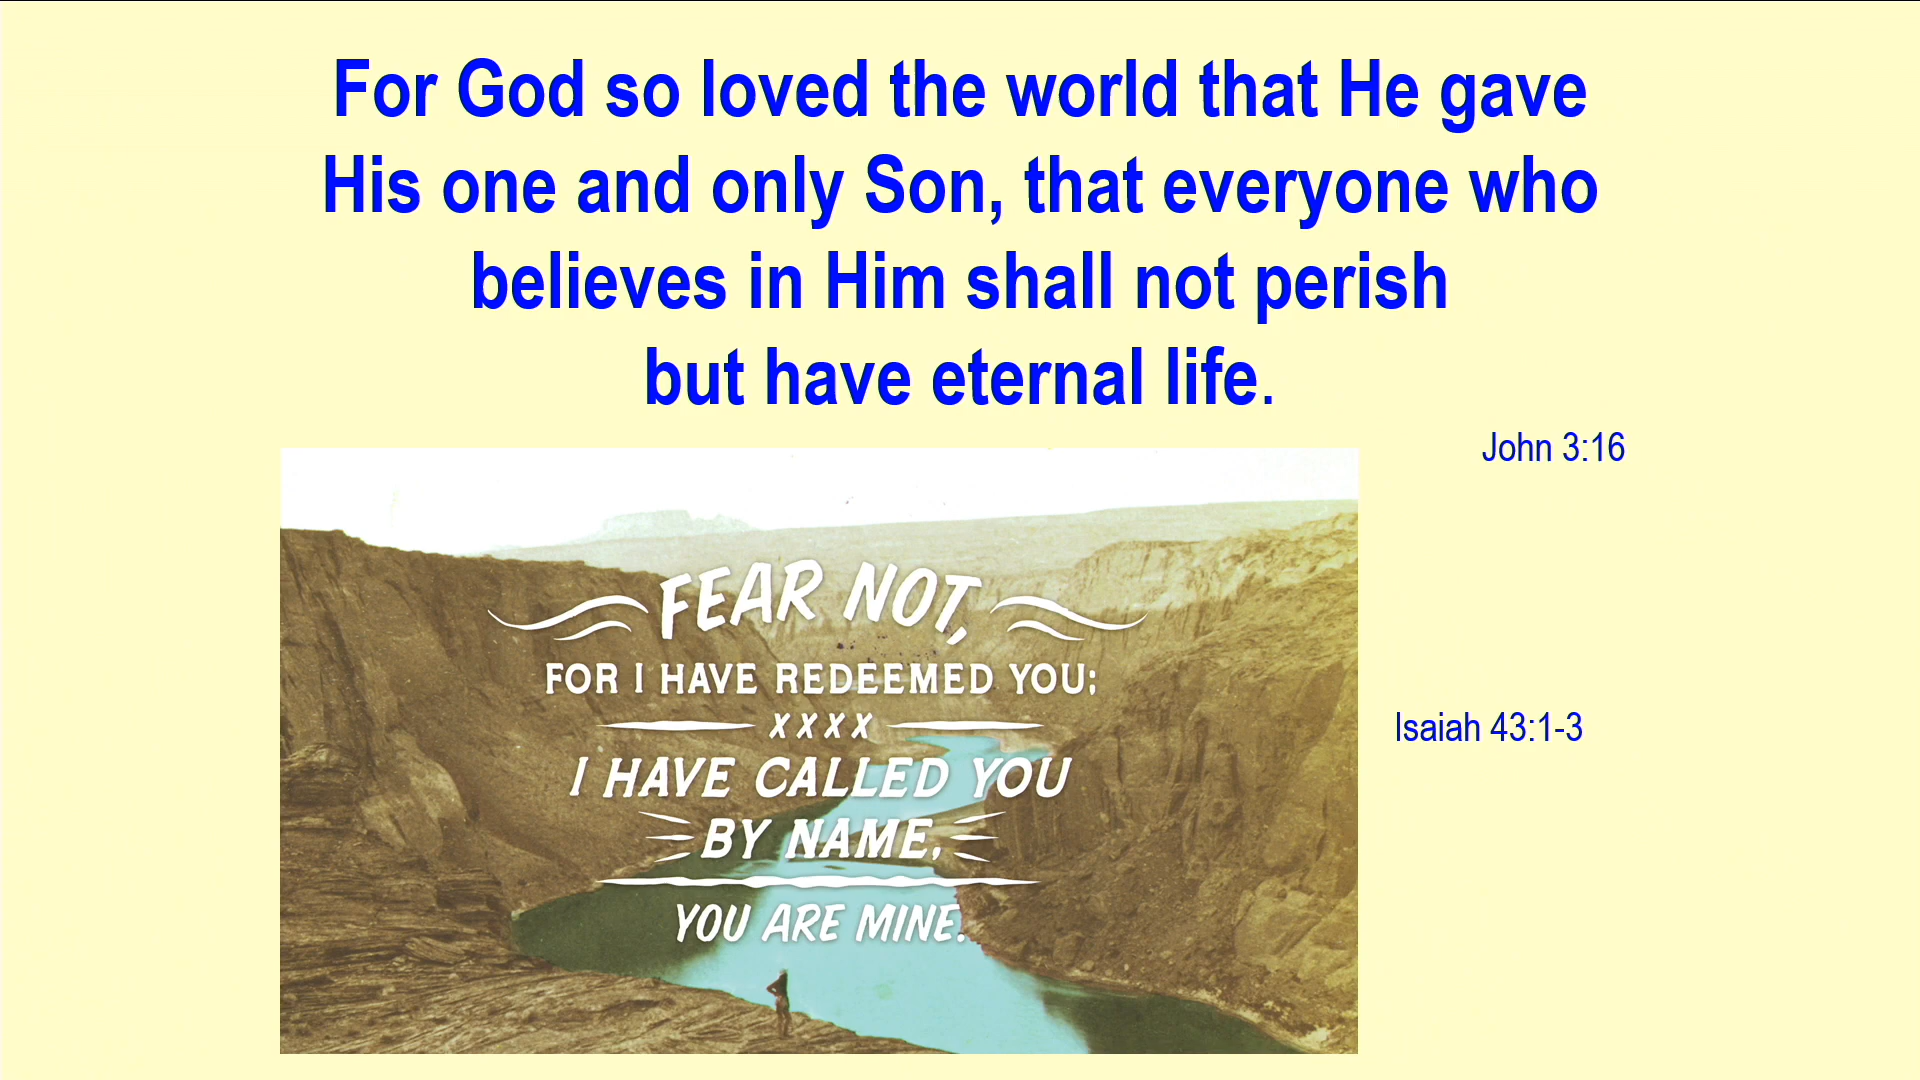 For God so loved the world that He gave
His one and only Son, that everyone who
believes in Him shall not perish
but have eternal life.
John 3:16
FEAR NOT,
FOR I HAVE REDEEMED YOU;
XXXX
I HAVE CALLED YOU
BY NAME,
YOU ARE MINE.
Isaiah 43:1-3